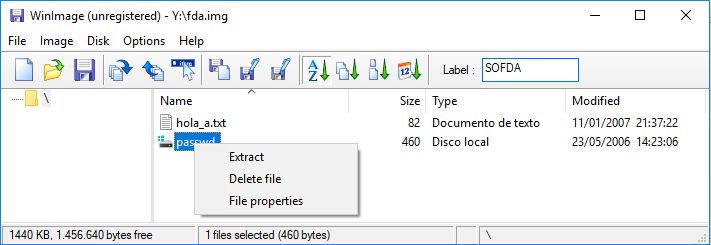 WinImage (unregistered) - Y:\fda.img
File Image Disk Options Help
Label : SOFDA
\
Name Size Type Modified
hola_a.txt 82 Documento de texto 11/01/2007 21:37:22
passwd 460 Disco local 23/05/2006 14:23:06
Extract
Delete file
File properties
1440 KB, 1.456.640 bytes free 1 files selected (460 bytes) \